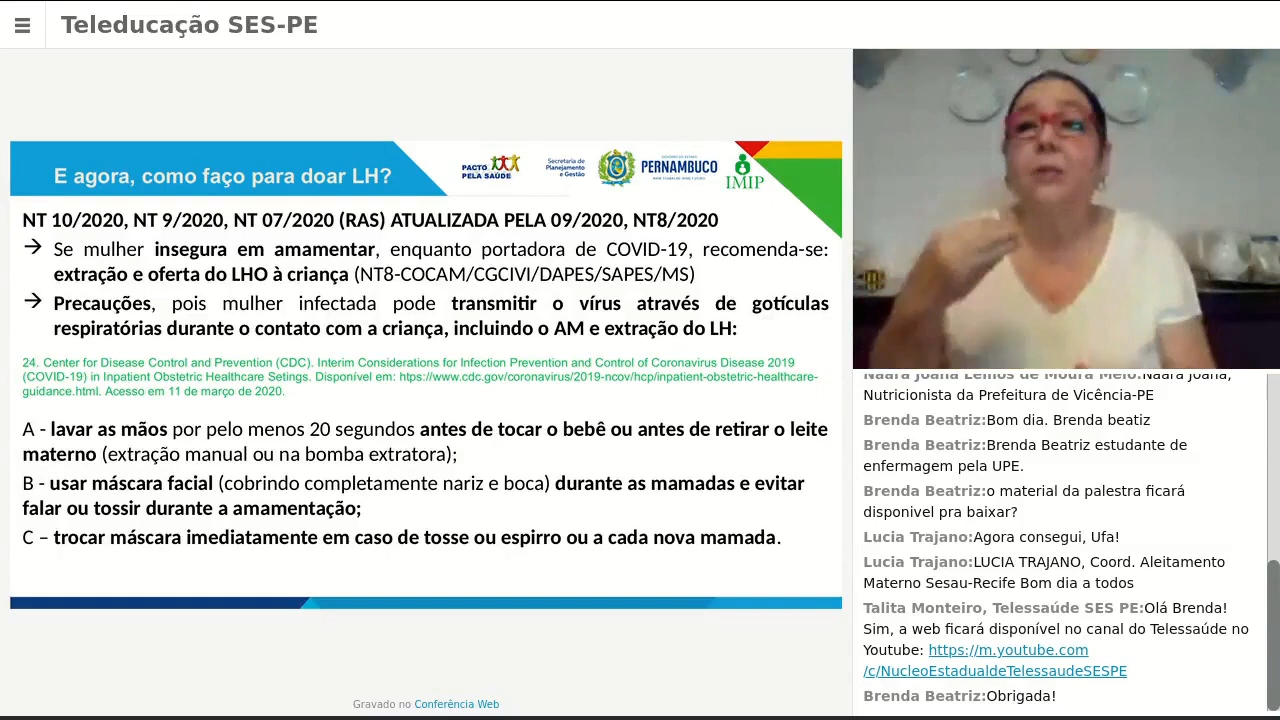 Teleducação SES-PE
E agora, como faço para doar LH?
PACTO
PELA SAÚDE
Secretaria de
Planejamento
e Gestão
PERNAMBUCO
IMIP
NT 10/2020, NT 9/2020, NT 07/2020 (RAS) ATUALIZADA PELA 09/2020, NT8/2020
→ Se mulher insegura em amamentar, enquanto portadora de COVID-19, recomenda-se:
extração e oferta do LHO à criança (NT8-COCAM/CGCIVI/DAPES/SAPES/MS)
→ Precauções, pois mulher infectada pode transmitir o vírus através de gotículas
respiratórias durante o contato com a criança, incluindo o AM e extração do LH:
24. Center for Disease Control and Prevention (CDC). Interim Considerations for Infection Prevention and Control of Coronavirus Disease 2019
(COVID-19) in Inpatient Obstetric Healthcare Setings. Disponível em: htps://www.cdc.gov/coronavirus/2019-ncov/hcp/inpatient-obstetric-healthcare-
guidance.html. Acesso em 11 de março de 2020.
A - lavar as mãos por pelo menos 20 segundos antes de tocar o bebê ou antes de retirar o leite
materno (extração manual ou na bomba extratora);
B - usar máscara facial (cobrindo completamente nariz e boca) durante as mamadas e evitar
falar ou tossir durante a amamentação;
C – trocar máscara imediatamente em caso de tosse ou espirro ou a cada nova mamada.
Gravado no Conferência Web
Naara Joana Lemos de Moura Melo:Naara Joana,
Nutricionista da Prefeitura de Vicência-PE
Brenda Beatriz:Bom dia. Brenda beatiz
Brenda Beatriz:Brenda Beatriz estudante de
enfermagem pela UPE.
Brenda Beatriz:o material da palestra ficará
disponivel pra baixar?
Lucia Trajano:Agora consegui, Ufa!
Lucia Trajano:LUCIA TRAJANO, Coord. Aleitamento
Materno Sesau-Recife Bom dia a todos
Talita Monteiro, Telessaúde SES PE:Olá Brenda!
Sim, a web ficará disponível no canal do Telessaúde no
Youtube: https://m.youtube.com
/c/NucleoEstadualdeTelessaudeSESPE
Brenda Beatriz:Obrigada!